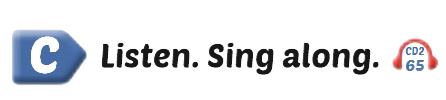 C Listen. Sing along. CD2
65